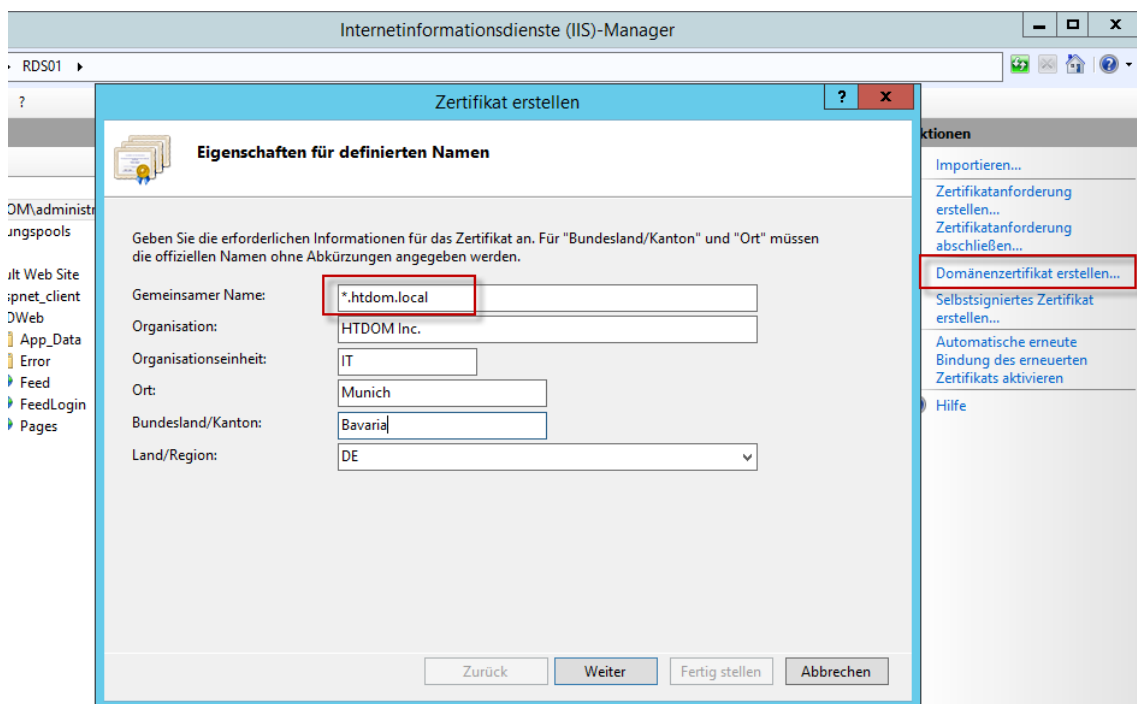 Internetinformationsdienste (IIS)-Manager
RDS01
?
Zertifikat erstellen
?
x
Eigenschaften für definierten Namen
Geben Sie die erforderlichen Informationen für das Zertifikat an. Für "Bundesland/Kanton" und "Ort" müssen
die offiziellen Namen ohne Abkürzungen angegeben werden.
Gemeinsamer Name:
*.htdom.local
Organisation:
HTDOM Inc.
Organisationseinheit:
IT
Ort:
Munich
Bundesland/Kanton:
Bavaria
Land/Region:
DE
Zurück
Weiter
Fertig stellen
Abbrechen
OM\administr
ungspools
ult Web Site
spnet_client
DWeb
App_Data
Error
Feed
FeedLogin
Pages
ktionen
Importieren...
Zertifikatanforderung
erstellen...
Zertifikatanforderung
abschließen...
Domänenzertifikat erstellen...
Selbstsigniertes Zertifikat
erstellen...
Automatische erneute
Bindung des erneuerten
Zertifikats aktivieren
Hilfe